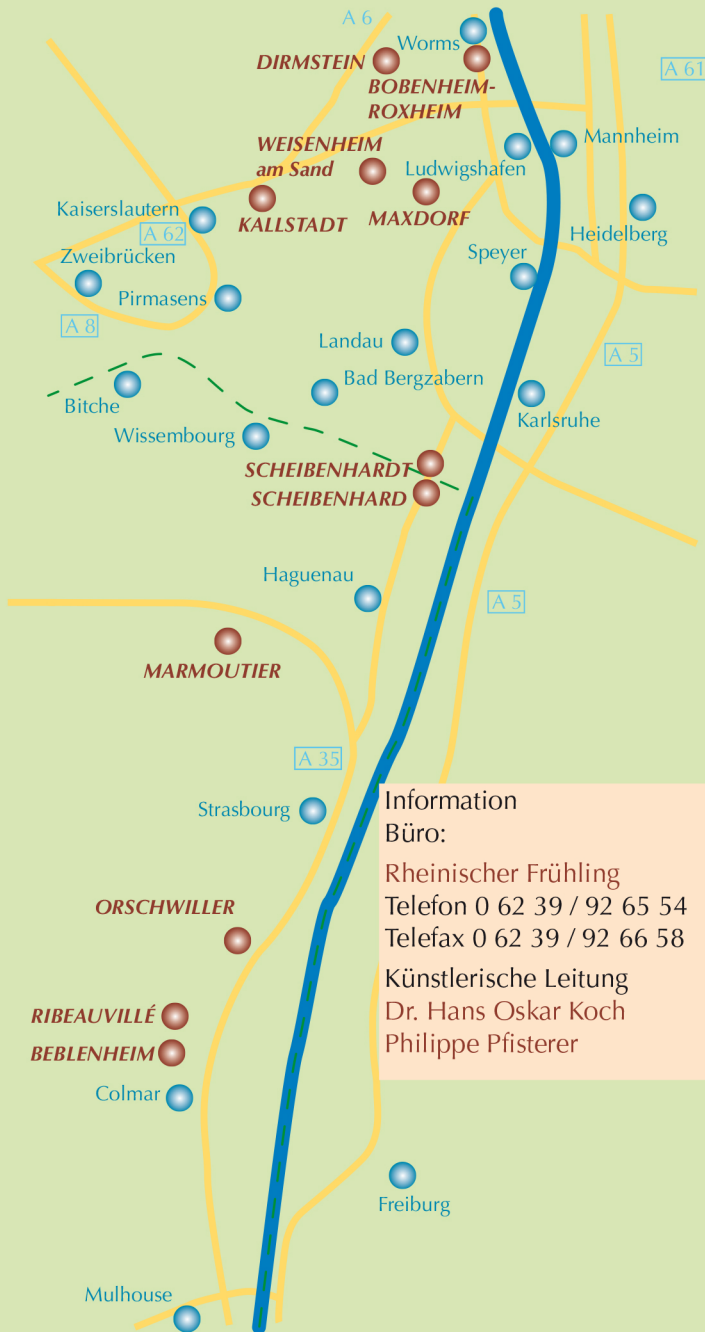 A 6
Worms
DIRMSTEIN
A 61
BOBENHEIM-
ROXHEIM
WEISENHEIM
am Sand
Mannheim
Ludwigshafen
Kaiserslautern
KALLSTADT
MAXDORF
A 62
Heidelberg
Zweibrücken
Speyer
Pirmasens
A 8
Landau
A 5
Bad Bergzabern
Bitche
Karlsruhe
Wissembourg
SCHEIBENHARDT
SCHEIBENHARD
Haguenau
A 5
MARMOUTIER
A 35
Strasbourg
Information
Büro:
Rheinischer Frühling
Telefon 0 62 39 / 92 65 54
Telefax 0 62 39 / 92 66 58
Künstlerische Leitung
Dr. Hans Oskar Koch
Philippe Pfisterer
ORSCHWILLER
RIBEAUVILLÉ
BEBLENHEIM
Colmar
Freiburg
Mulhouse